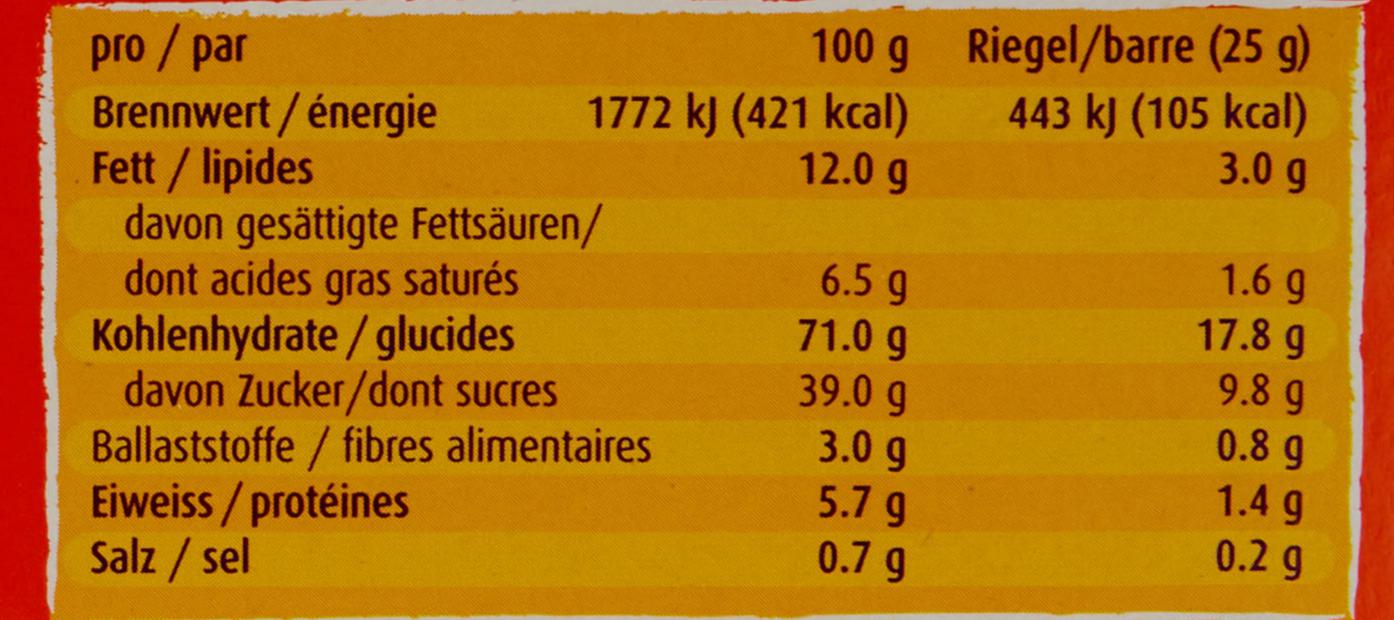 pro / par 100 g Riegel/barre (25 g)
Brennwert / énergie 1772 kJ (421 kcal) 443 kJ (105 kcal)
Fett / lipides 12.0 g 3.0 g
davon gesättigte Fettsäuren/
dont acides gras saturés 6.5 g 1.6 g
Kohlenhydrate / glucides 71.0 g 17.8 g
davon Zucker/dont sucres 39.0 g 9.8 g
Ballaststoffe / fibres alimentaires 3.0 g 0.8 g
Eiweiss / protéines 5.7 g 1.4 g
Salz / sel 0.7 g 0.2 g